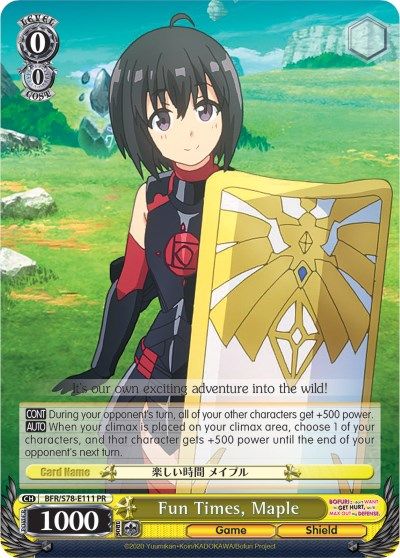 LEVEL
0
0
COST
It's our own exciting adventure into the wild!
CONT During your opponent's turn, all of your other characters get +500 power.
AUTO When your climax is placed on your climax area, choose 1 of
your characters, and that character gets +500 power until the end of your
opponent's next turn.
Card Name 楽しい時間 メイプル
CH BFR/S78-E111 PR
POWER 1000 SOUL
Fun Times, Maple
Game Shield
BOFURI: I DON'T WANT
TO GET HURT, SO I'LL
MAX OUT MY DEFENSE.
©2020 Yuumikan・Koin/KADOKAWA/Bofuri Project